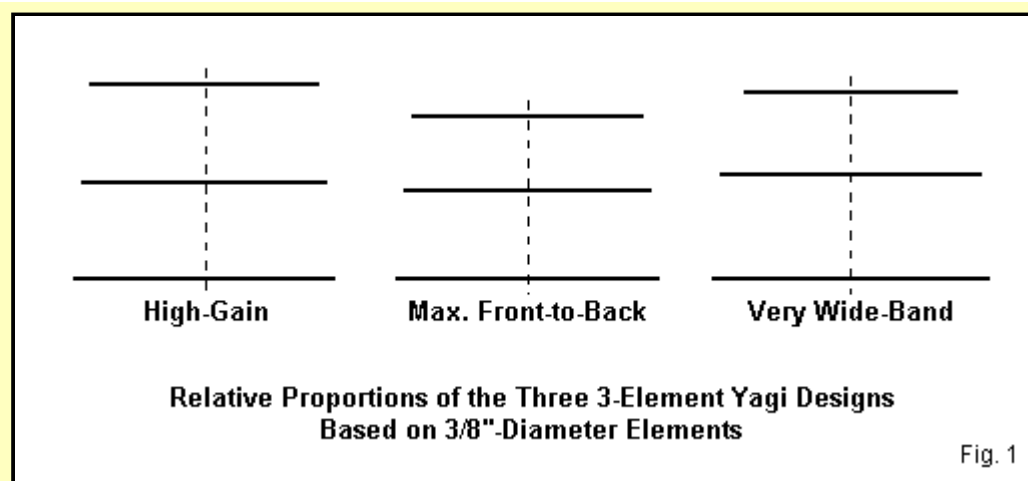 High-Gain
Max. Front-to-Back
Very Wide-Band
Relative Proportions of the Three 3-Element Yagi Designs
Based on 3/8"-Diameter Elements
Fig. 1